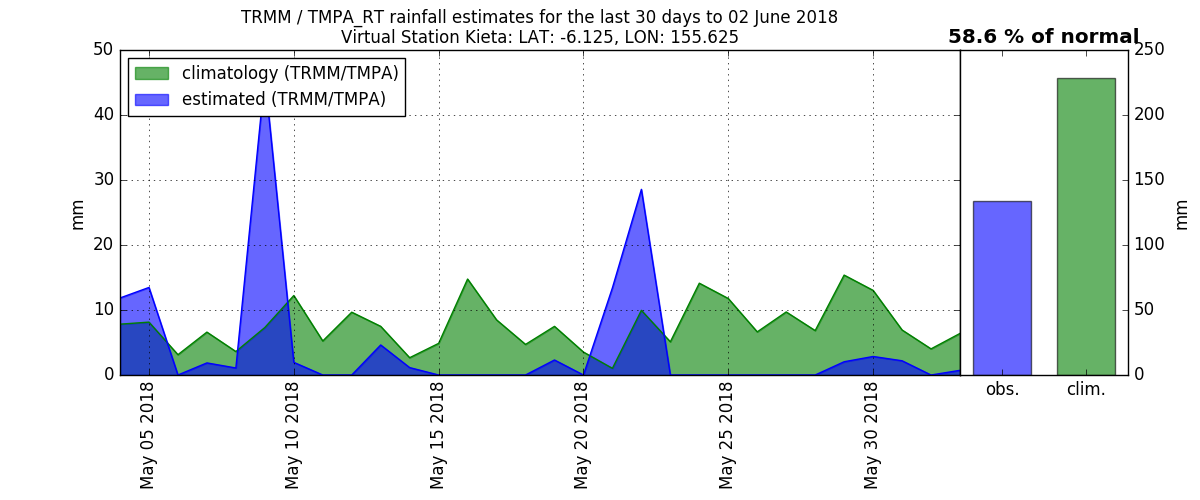 TRMM / TMPA_RT rainfall estimates for the last 30 days to 02 June 2018
Virtual Station Kieta: LAT: -6.125, LON: 155.625
58.6 % of normal
climatology (TRMM/TMPA)
estimated (TRMM/TMPA)
50
40
30
20
10
0
mm
May 05 2018
May 10 2018
May 15 2018
May 20 2018
May 25 2018
May 30 2018
250
200
150
100
50
0
mm
obs.
clim.